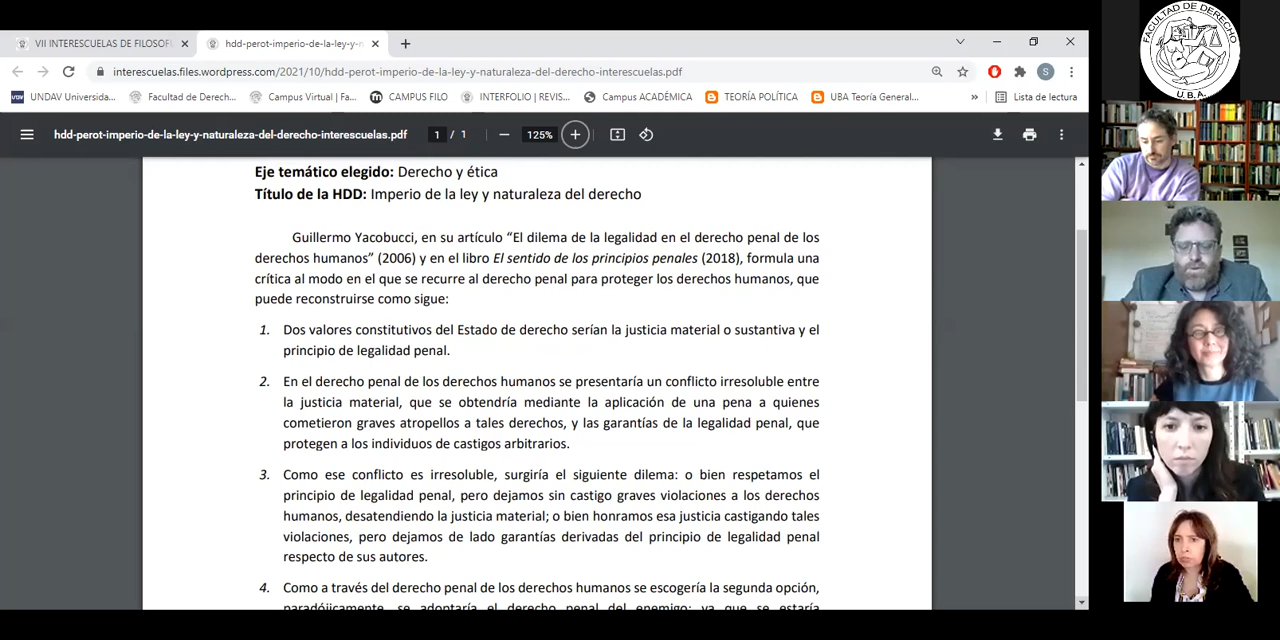 VII INTERESCUELAS DE FILOSOFI
hdd-perot-imperio-de-la-ley-y-n
interescuelas.files.wordpress.com/2021/10/hdd-perot-imperio-de-la-ley-y-naturaleza-del-derecho-interescuelas.pdf
S
UNDAV Universida...
Facultad de Derech...
Campus Virtual | Fa...
CAMPUS FILO
INTERFOLIO | REVIS...
Campus ACADÉMICA
TEORÍA POLÍTICA
UBA Teoría General...
»
Lista de lectura
hdd-perot-imperio-de-la-ley-y-naturaleza-del-derecho-interescuelas.pdf
1 / 1
125%
FACULTAD DE DERECHO
U.B.A.
Eje temático elegido: Derecho y ética
Título de la HDD: Imperio de la ley y naturaleza del derecho
Guillermo Yacobucci, en su artículo “El dilema de la legalidad en el derecho penal de los
derechos humanos” (2006) y en el libro El sentido de los principios penales (2018), formula una
crítica al modo en el que se recurre al derecho penal para proteger los derechos humanos, que
puede reconstruirse como sigue:
1. Dos valores constitutivos del Estado de derecho serían la justicia material o sustantiva y el
principio de legalidad penal.
2. En el derecho penal de los derechos humanos se presentaría un conflicto irresoluble entre
la justicia material, que se obtendría mediante la aplicación de una pena a quienes
cometieron graves atropellos a tales derechos, y las garantías de la legalidad penal, que
protegen a los individuos de castigos arbitrarios.
3. Como ese conflicto es irresoluble, surgiría el siguiente dilema: o bien respetamos el
principio de legalidad penal, pero dejamos sin castigo graves violaciones a los derechos
humanos, desatendiendo la justicia material; o bien honramos esa justicia castigando tales
violaciones, pero dejamos de lado garantías derivadas del principio de legalidad penal
respecto de sus autores.
4. Como a través del derecho penal de los derechos humanos se escogería la segunda opción,
paradójicamente, se adoptaría el derecho penal del enemigo: ya que se estaría